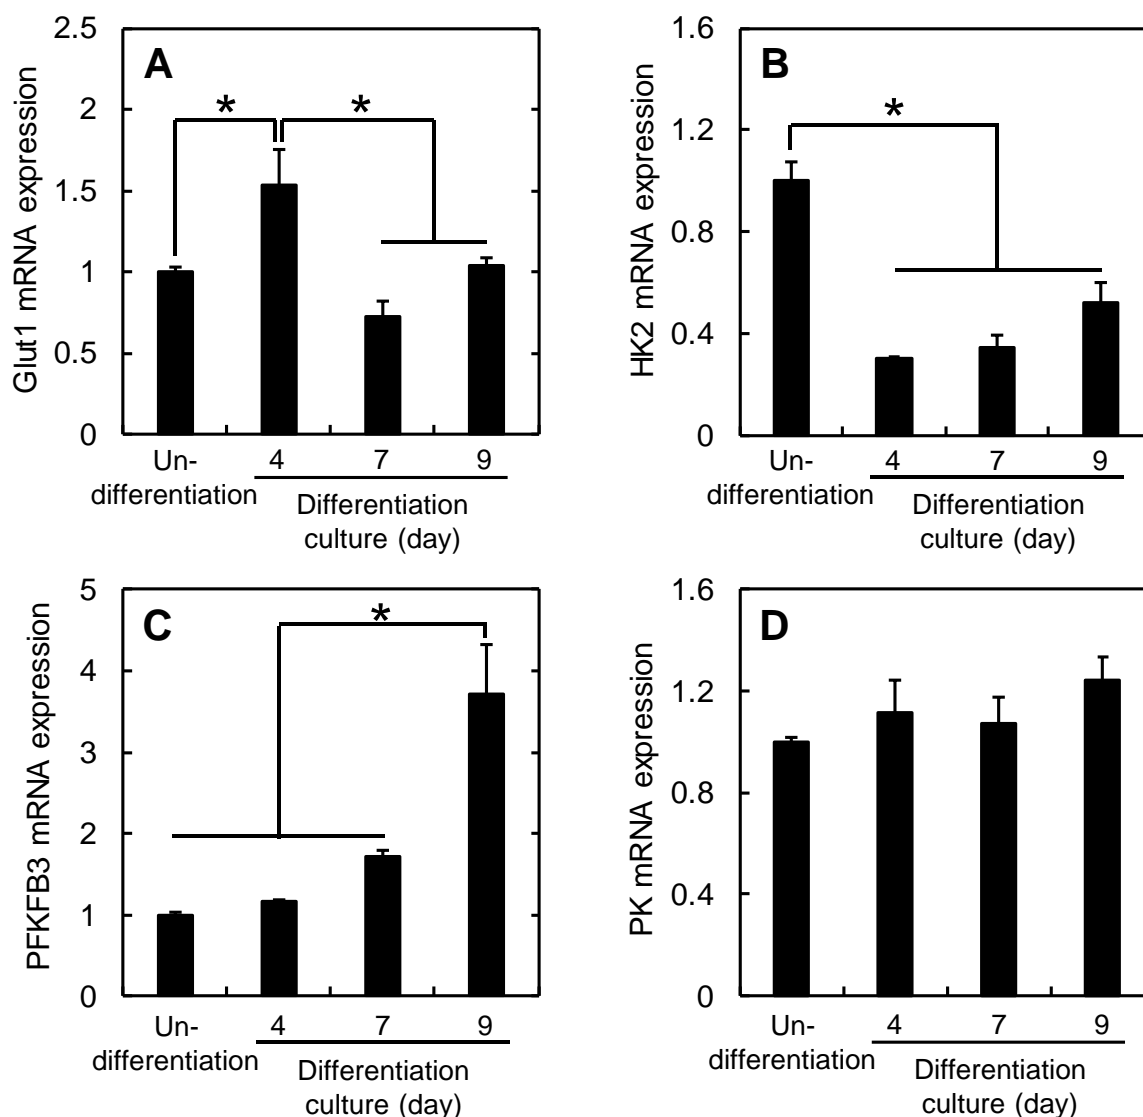 A
Glut1 mRNA expression
2.5
2
1.5
1
0.5
0
*
*
Un-
differentiation
4 7 9
Differentiation
culture (day)
B
HK2 mRNA expression
1.6
1.2
0.8
0.4
0
*
Un-
differentiation
4 7 9
Differentiation
culture (day)
C
PFKFB3 mRNA expression
5
4
3
2
1
0
*
Un-
differentiation
4 7 9
Differentiation
culture (day)
D
PK mRNA expression
1.6
1.2
0.8
0.4
0
Un-
differentiation
4 7 9
Differentiation
culture (day)